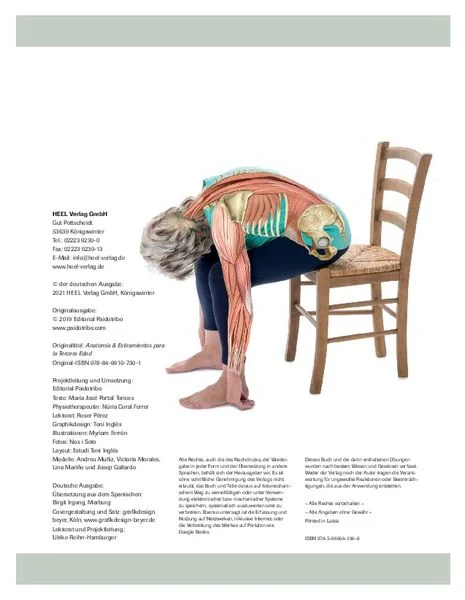 HEEL Verlag GmbH
Gut Pottscheidt
53639 Königswinter
Tel.: 02223 9230-0
Fax: 02223 9230-13
E-Mail: info@heel-verlag.de
www.heel-verlag.de
© der deutschen Ausgabe:
2021 HEEL Verlag GmbH, Königswinter
Originalausgabe:
© 2019 Editorial Paidotribo
www.paidotribo.com
Originaltitel: Anatomía & Estiramientos para
la Tercera Edad
Original-ISBN 978-84-9910-730-1
Projektleitung und Umsetzung:
Editorial Paidotribo
Texte: María José Portal Torices
Physiotherapeutin: Núria Coral Ferrer
Lektorat: Roser Pérez
Graphikdesign: Toni Inglès
Illustrationen: Myriam Ferrón
Fotos: Nos i Soto
Layout: Estudi Toni Inglès
Modelle: Andreu Muñiz, Victoria Morales,
Lina Mariño und Josep Gallardo
Deutsche Ausgabe:
Übersetzung aus dem Spanischen:
Birgit Irgang, Marburg
Covergestaltung und Satz: grafikdesign
beyer, Köln, www.grafikdesign-beyer.de
Lektorat und Projektleitung:
Ulrike Reihn-Hamburger
Alle Rechte, auch die des Nachdrucks, der Wieder-
gabe in jeder Form und der Übersetzung in andere
Sprachen, behält sich der Herausgeber vor. Es ist
ohne schriftliche Genehmigung des Verlags nicht
erlaubt, das Buch und Teile daraus auf fotomechani-
schem Weg zu vervielfältigen oder unter Verwen-
dung elektronischer bzw. mechanischer Systeme
zu speichern, systematisch auszuwerten oder zu
verbreiten. Ebenso untersagt ist die Erfassung und
Nutzung auf Netzwerken, inklusive Internet, oder
die Verbreitung des Werkes auf Portalen wie
Google Books.
Dieses Buch und die darin enthaltenen Übungen
wurden nach bestem Wissen und Gewissen verfasst.
Weder der Verlag noch der Autor tragen die Verant-
wortung für ungewollte Reaktionen oder Beeinträch-
tigungen, die aus der Anwendung entstehen.
– Alle Rechte vorbehalten –
– Alle Angaben ohne Gewähr –
Printed in Latvia
ISBN